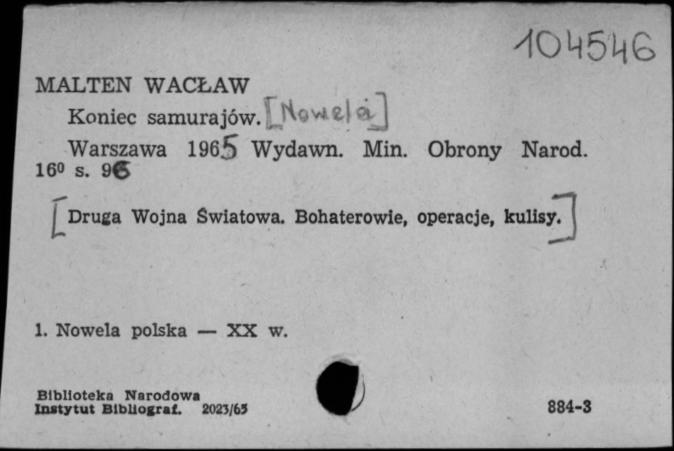 104546
MALTEN WACŁAW
Koniec samurajów. [Nowela]
Warszawa 1965 Wydawn. Min. Obrony Narod.
16⁰ s. 96
[Druga Wojna Światowa. Bohaterowie, operacje, kulisy.]
1. Nowela polska — XX w.
Biblioteka Narodowa
Instytut Bibliograf. 2023/65
884-3